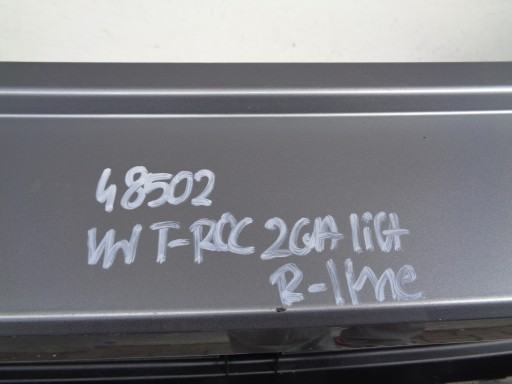 48502
VW T-ROC 2GA lift
R-line